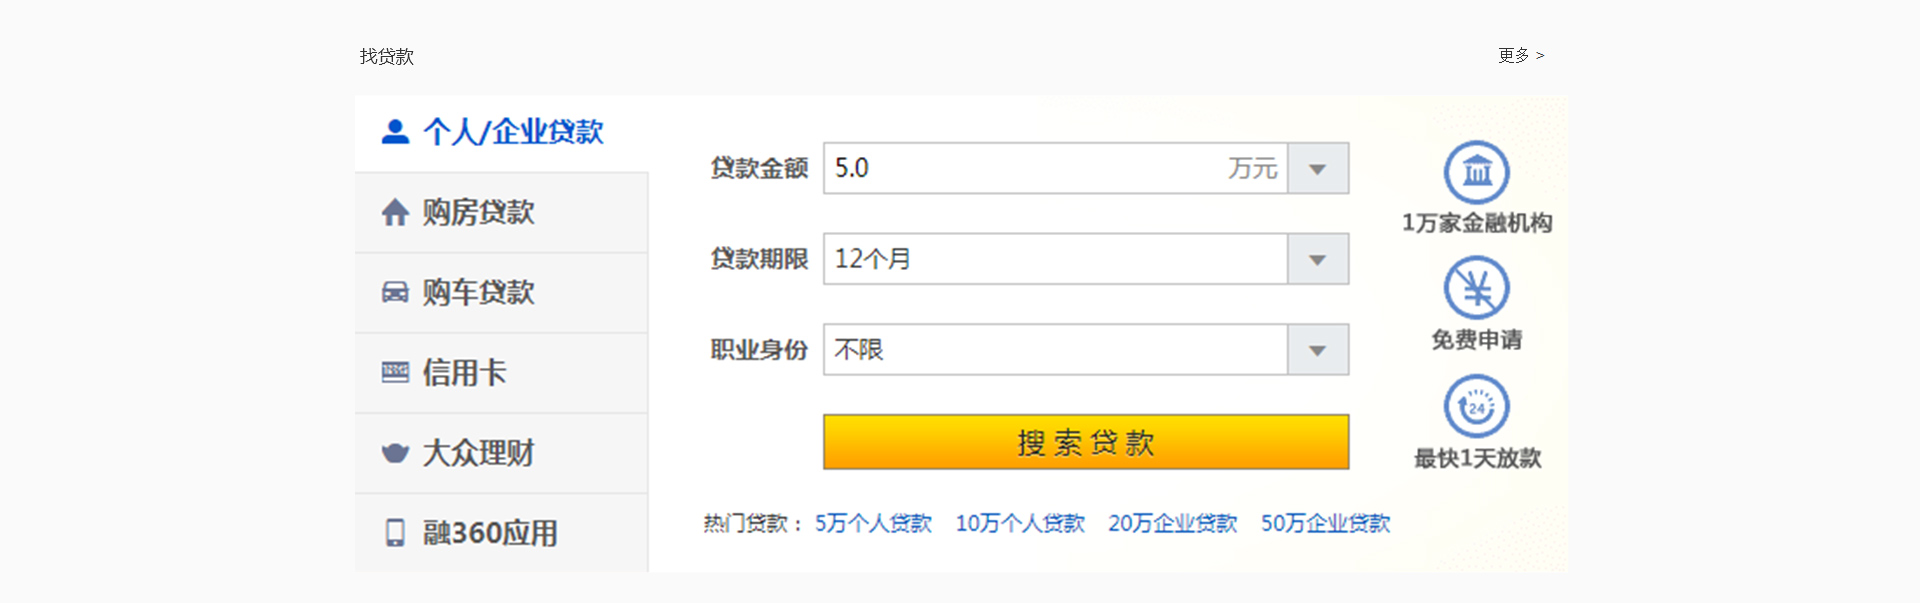 找贷款
更多 >
个人/企业贷款
购房贷款
购车贷款
信用卡
大众理财
融360应用
贷款金额 5.0 万元
贷款期限 12个月
职业身份 不限
搜索贷款
热门贷款： 5万个人贷款 10万个人贷款 20万企业贷款 50万企业贷款
1万家金融机构
免费申请
24
最快1天放款